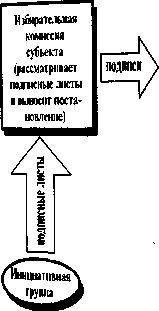 Избирательная
комиссия
субъекта
(рассматривает
подписные листы
и выносит поста-
новление)
подписи
подписные листы
Инициативная
группа